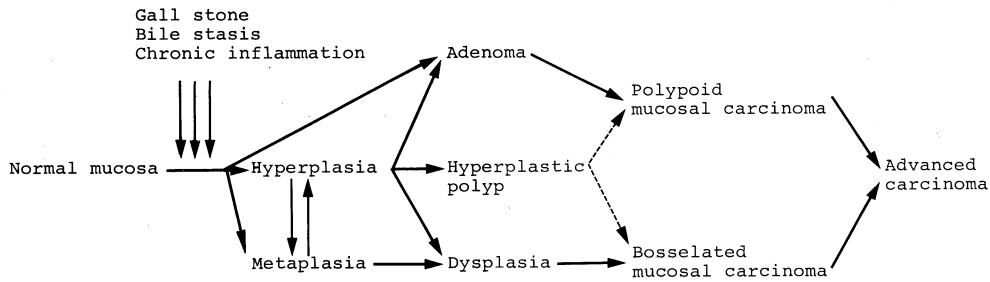 Gall stone
Bile stasis
Chronic inflammation
Adenoma
Polypoid
mucosal carcinoma
Normal mucosa
Hyperplasia
Hyperplastic
polyp
Advanced
carcinoma
Metaplasia
Dysplasia
Bosselated
mucosal carcinoma